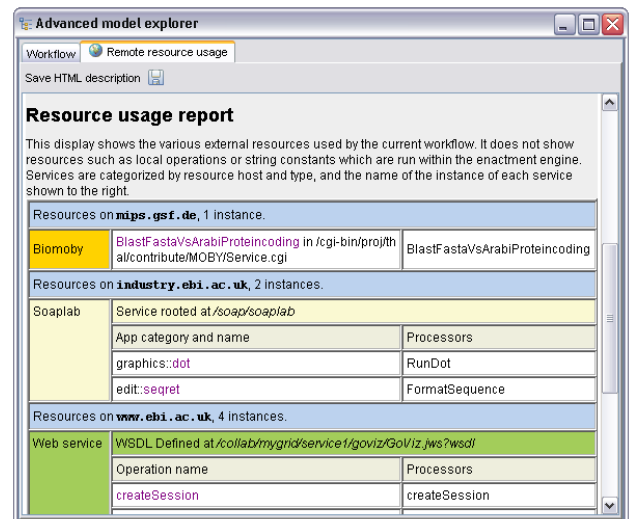 Advanced model explorer
Workflow Remote resource usage
Save HTML description
Resource usage report
This display shows the various external resources used by the current workflow. It does not show
resources such as local operations or string constants which are run within the enactment engine.
Services are categorized by resource host and type, and the name of the instance of each service
shown to the right.
Resources on mips.gsf.de, 1 instance.
Biomoby
BlastFastaVsArabiProteincoding in /cgi-bin/proj/th
al/contribute/MOBY/Service.cgi
BlastFastaVsArabiProteincoding
Resources on industry.ebi.ac.uk, 2 instances.
Soaplab Service rooted at /soap/soaplab
App category and name Processors
graphics::dot RunDot
edit::seqret FormatSequence
Resources on www.ebi.ac.uk, 4 instances.
Web service WSDL Defined at /collab/mygrid/service1/goviz/GoViz.jws?wsdl
Operation name Processors
createSession createSession